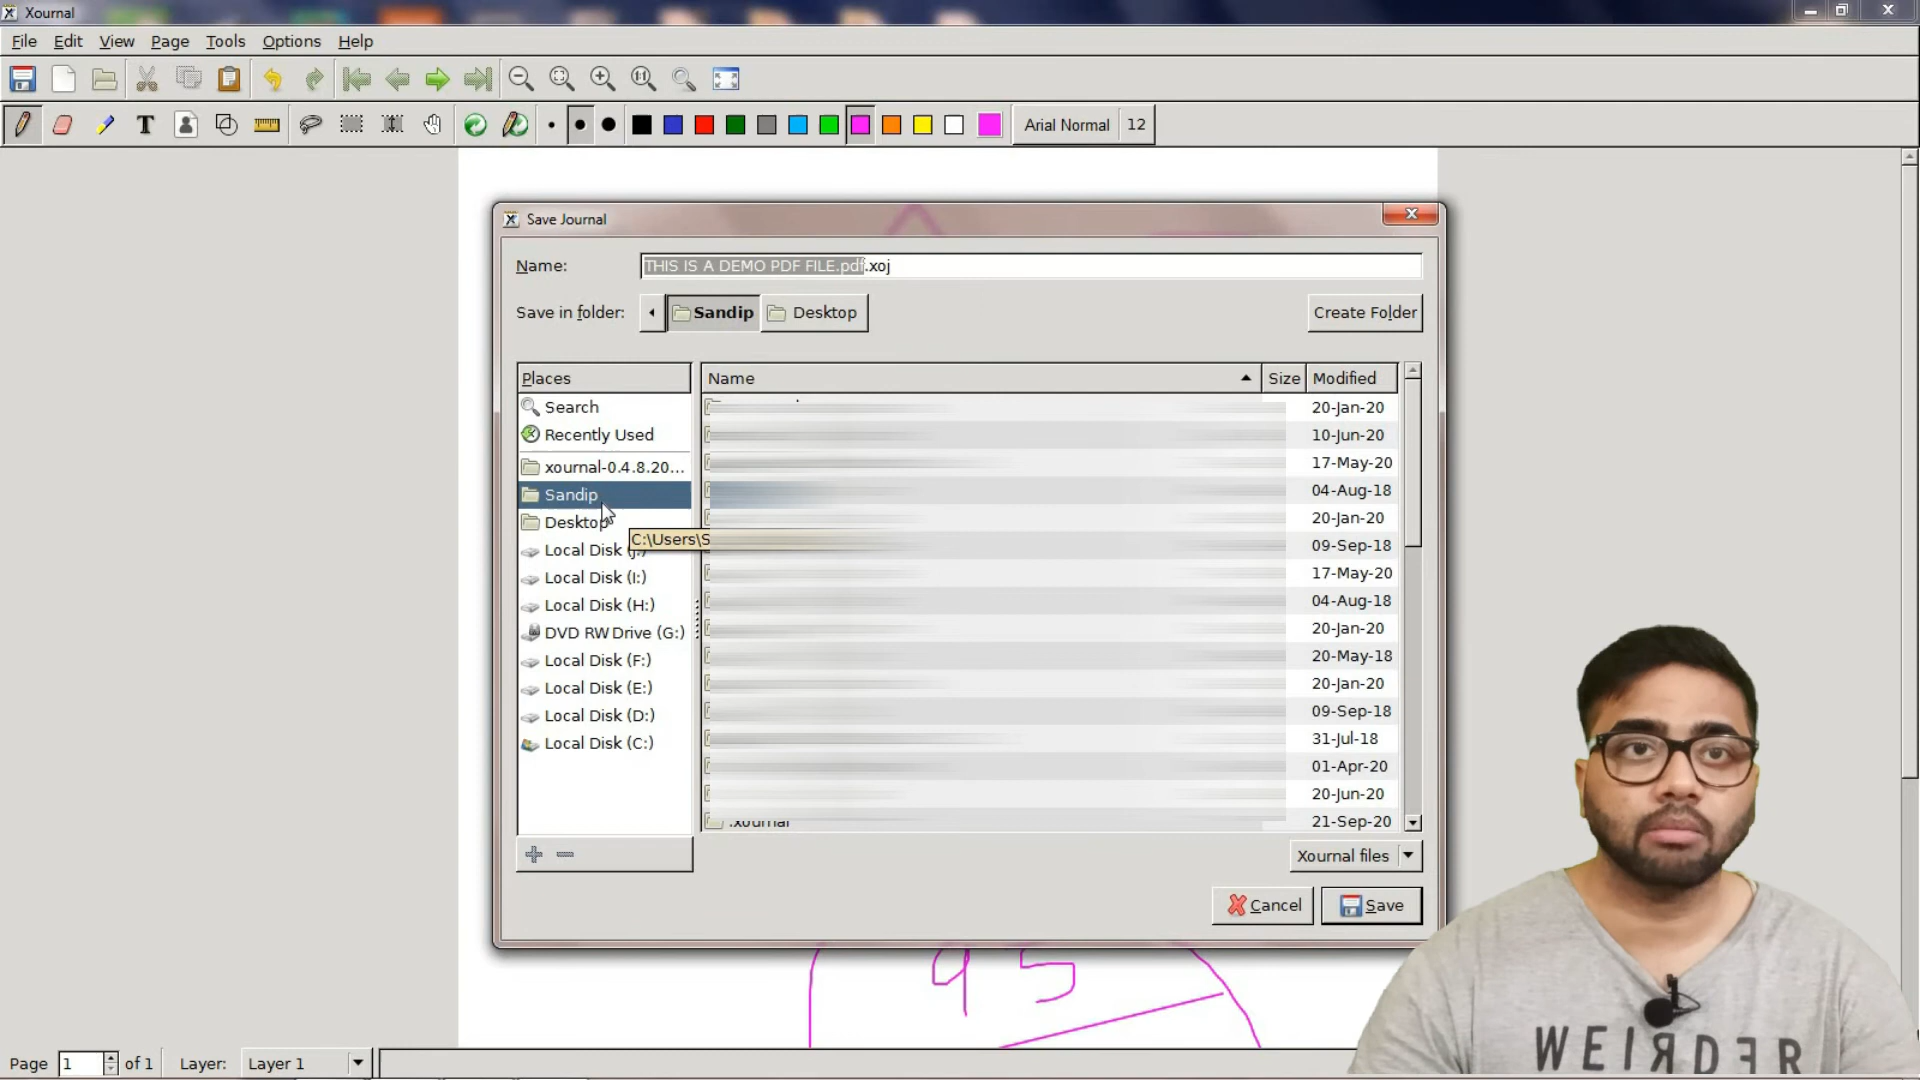 Xournal
File Edit View Page Tools Options Help
Arial Normal 12
Save Journal
Name: THIS IS A DEMO PDF FILE.pdf.xoj
Save in folder: Sandip Desktop Create Folder
Places Name Size Modified
Search 20-Jan-20
Recently Used 10-Jun-20
xournal-0.4.8.20... 17-May-20
Sandip 04-Aug-18
Desktop 20-Jan-20
C:\Users\S
Local Disk (J:) 09-Sep-18
Local Disk (I:) 17-May-20
Local Disk (H:) 04-Aug-18
DVD RW Drive (G:) 20-Jan-20
Local Disk (F:) 20-May-18
Local Disk (E:) 20-Jan-20
Local Disk (D:) 09-Sep-18
Local Disk (C:) 31-Jul-18
01-Apr-20
20-Jun-20
.xournal 21-Sep-20
Xournal files
Cancel Save
95
WEIRDER
Page 1 of 1 Layer: Layer 1